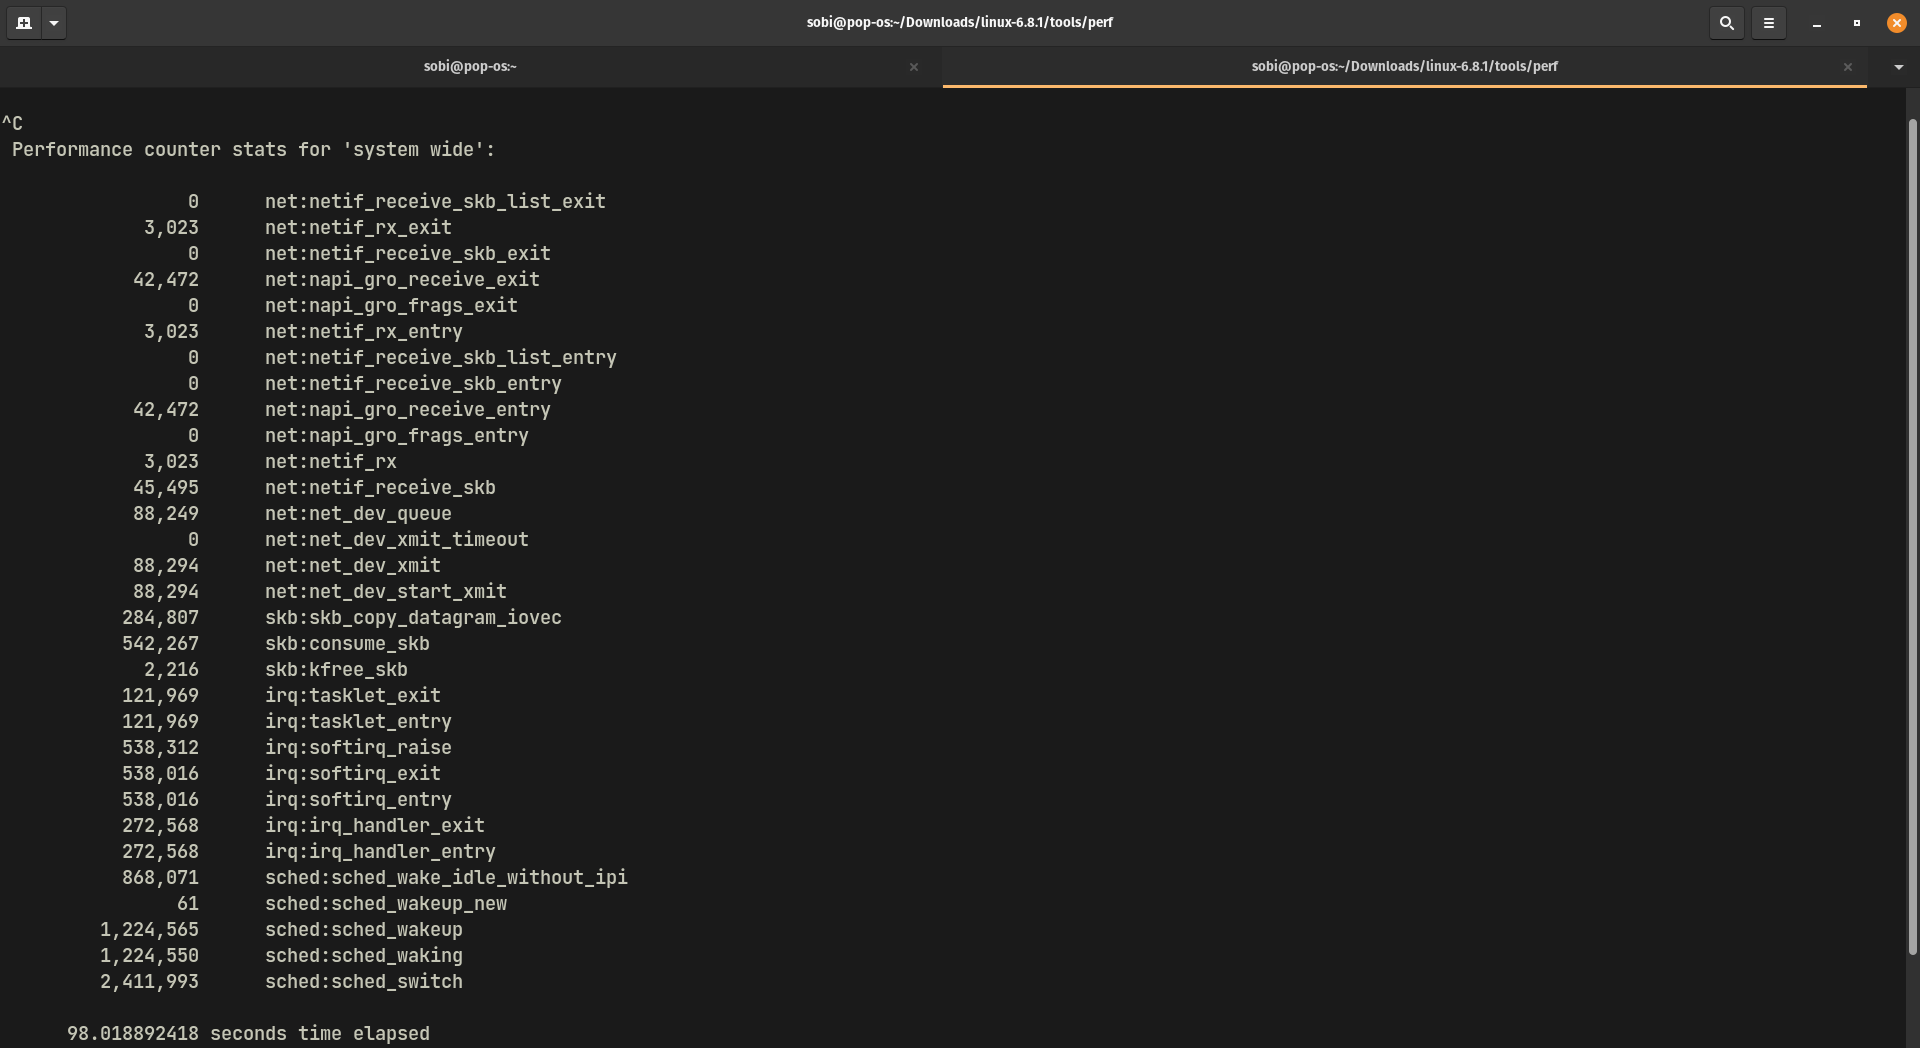 sobi@pop-os:~/Downloads/linux-6.8.1/tools/perf
sobi@pop-os:~
sobi@pop-os:~/Downloads/linux-6.8.1/tools/perf
^C
Performance counter stats for 'system wide':
0 net:netif_receive_skb_list_exit
3,023 net:netif_rx_exit
0 net:netif_receive_skb_exit
42,472 net:napi_gro_receive_exit
0 net:napi_gro_frags_exit
3,023 net:netif_rx_entry
0 net:netif_receive_skb_list_entry
0 net:netif_receive_skb_entry
42,472 net:napi_gro_receive_entry
0 net:napi_gro_frags_entry
3,023 net:netif_rx
45,495 net:netif_receive_skb
88,249 net:net_dev_queue
0 net:net_dev_xmit_timeout
88,294 net:net_dev_xmit
88,294 net:net_dev_start_xmit
284,807 skb:skb_copy_datagram_iovec
542,267 skb:consume_skb
2,216 skb:kfree_skb
121,969 irq:tasklet_exit
121,969 irq:tasklet_entry
538,312 irq:softirq_raise
538,016 irq:softirq_exit
538,016 irq:softirq_entry
272,568 irq:irq_handler_exit
272,568 irq:irq_handler_entry
868,071 sched:sched_wake_idle_without_ipi
61 sched:sched_wakeup_new
1,224,565 sched:sched_wakeup
1,224,550 sched:sched_waking
2,411,993 sched:sched_switch
98.018892418 seconds time elapsed